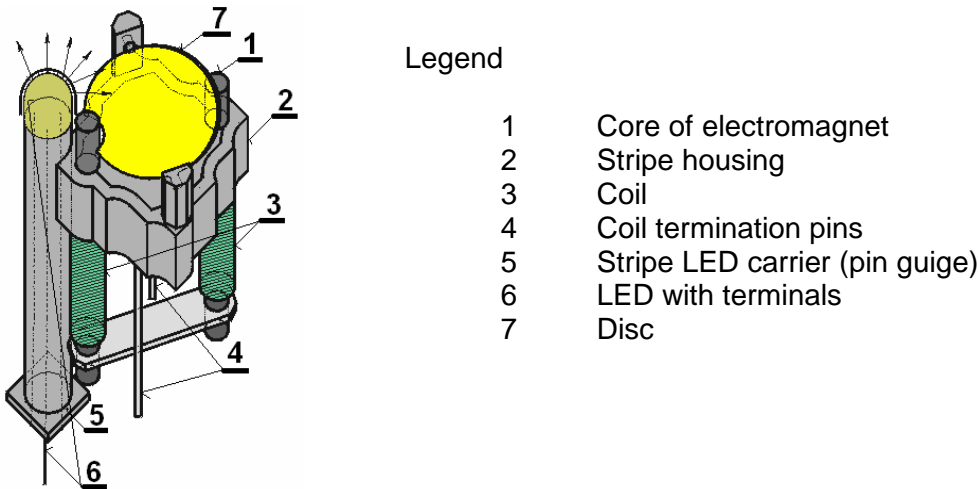 7
1
2
3
4
5
6
Legend
1 Core of electromagnet
2 Stripe housing
3 Coil
4 Coil termination pins
5 Stripe LED carrier (pin guige)
6 LED with terminals
7 Disc